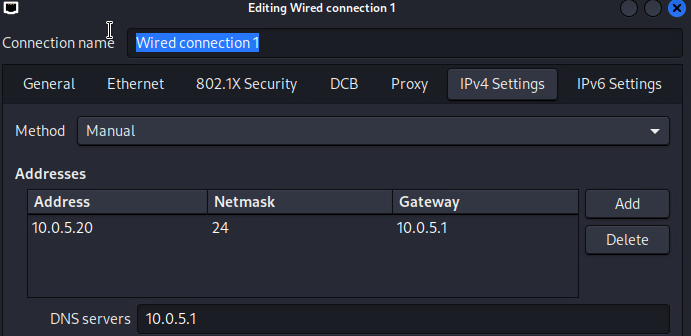 Editing Wired connection 1
Connection name Wired connection 1
General Ethernet 802.1X Security DCB Proxy IPv4 Settings IPv6 Settings
Method Manual
Addresses
Address Netmask Gateway Add
10.0.5.20 24 10.0.5.1
Delete
DNS servers 10.0.5.1